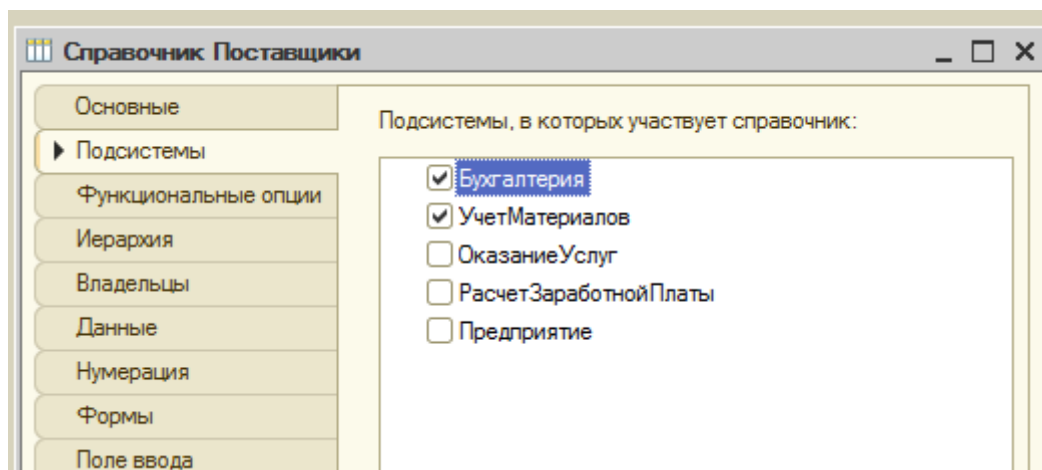 Справочник Поставщики
Основные
Подсистемы
Функциональные опции
Иерархия
Владельцы
Данные
Нумерация
Формы
Поле ввода
Подсистемы, в которых участвует справочник:
Бухгалтерия
УчетМатериалов
ОказаниеУслуг
РасчетЗаработнойПлаты
Предприятие